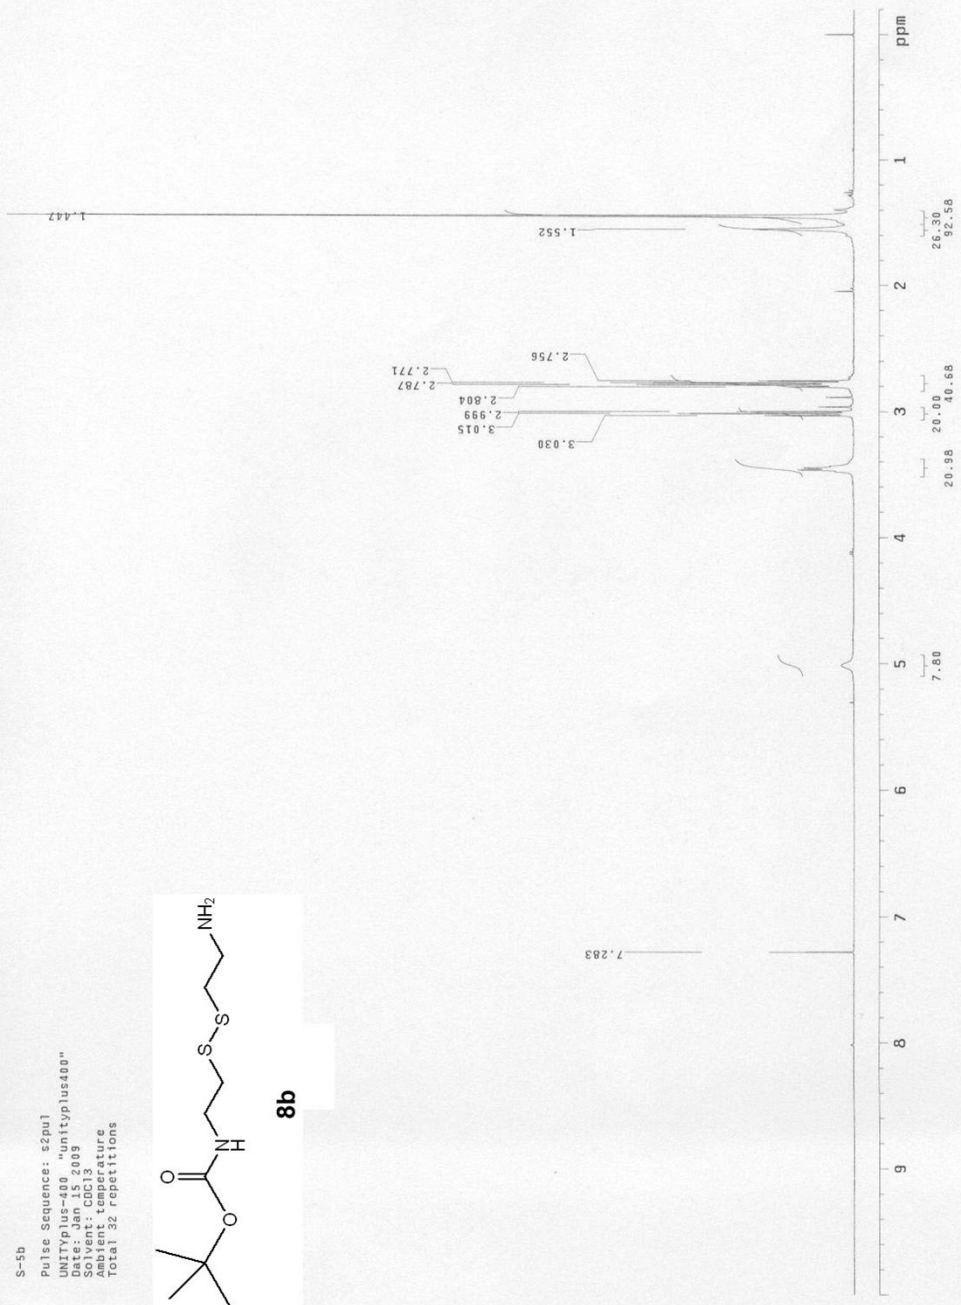 S-5b
Pulse Sequence: s2pul
UNITYplus-400 "unityplus400"
Date: Jan 15 2009
Solvent: CDCl3
Ambient temperature
Total 32 repetitions
O
O
N
H
S
S
NH2
8b
7.283
3.030
3.015
2.999
2.804
2.787
2.771
2.756
1.552
1.447
9 8 7 6 5 4 3 2 1 ppm
7.80
20.98
20.00
40.68
26.30
92.58